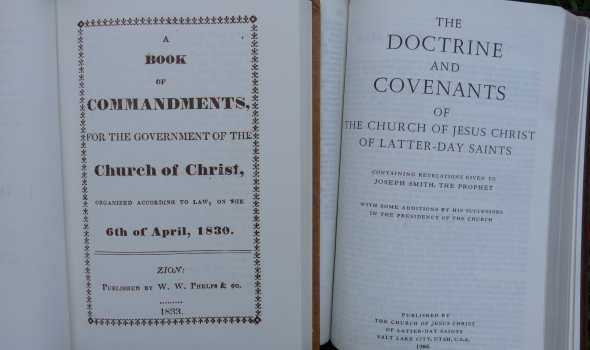 A
BOOK
OF
COMMANDMENTS,
FOR THE GOVERNMENT OF THE
Church of Christ,
ORGANIZED ACCORDING TO LAW, ON THE
6th of April, 1830.
ZION:
PUBLISHED BY W. W. PHELPS & CO.
..........
1833.
THE
DOCTRINE
AND
COVENANTS
OF
THE CHURCH OF JESUS CHRIST
OF LATTER-DAY SAINTS
CONTAINING REVELATIONS GIVEN TO
JOSEPH SMITH, THE PROPHET
WITH SOME ADDITIONS BY HIS SUCCESSORS
IN THE PRESIDENCY OF THE CHURCH
PUBLISHED BY
THE CHURCH OF JESUS CHRIST
OF LATTER-DAY SAINTS
SALT LAKE CITY, UTAH, U.S.A.
1986